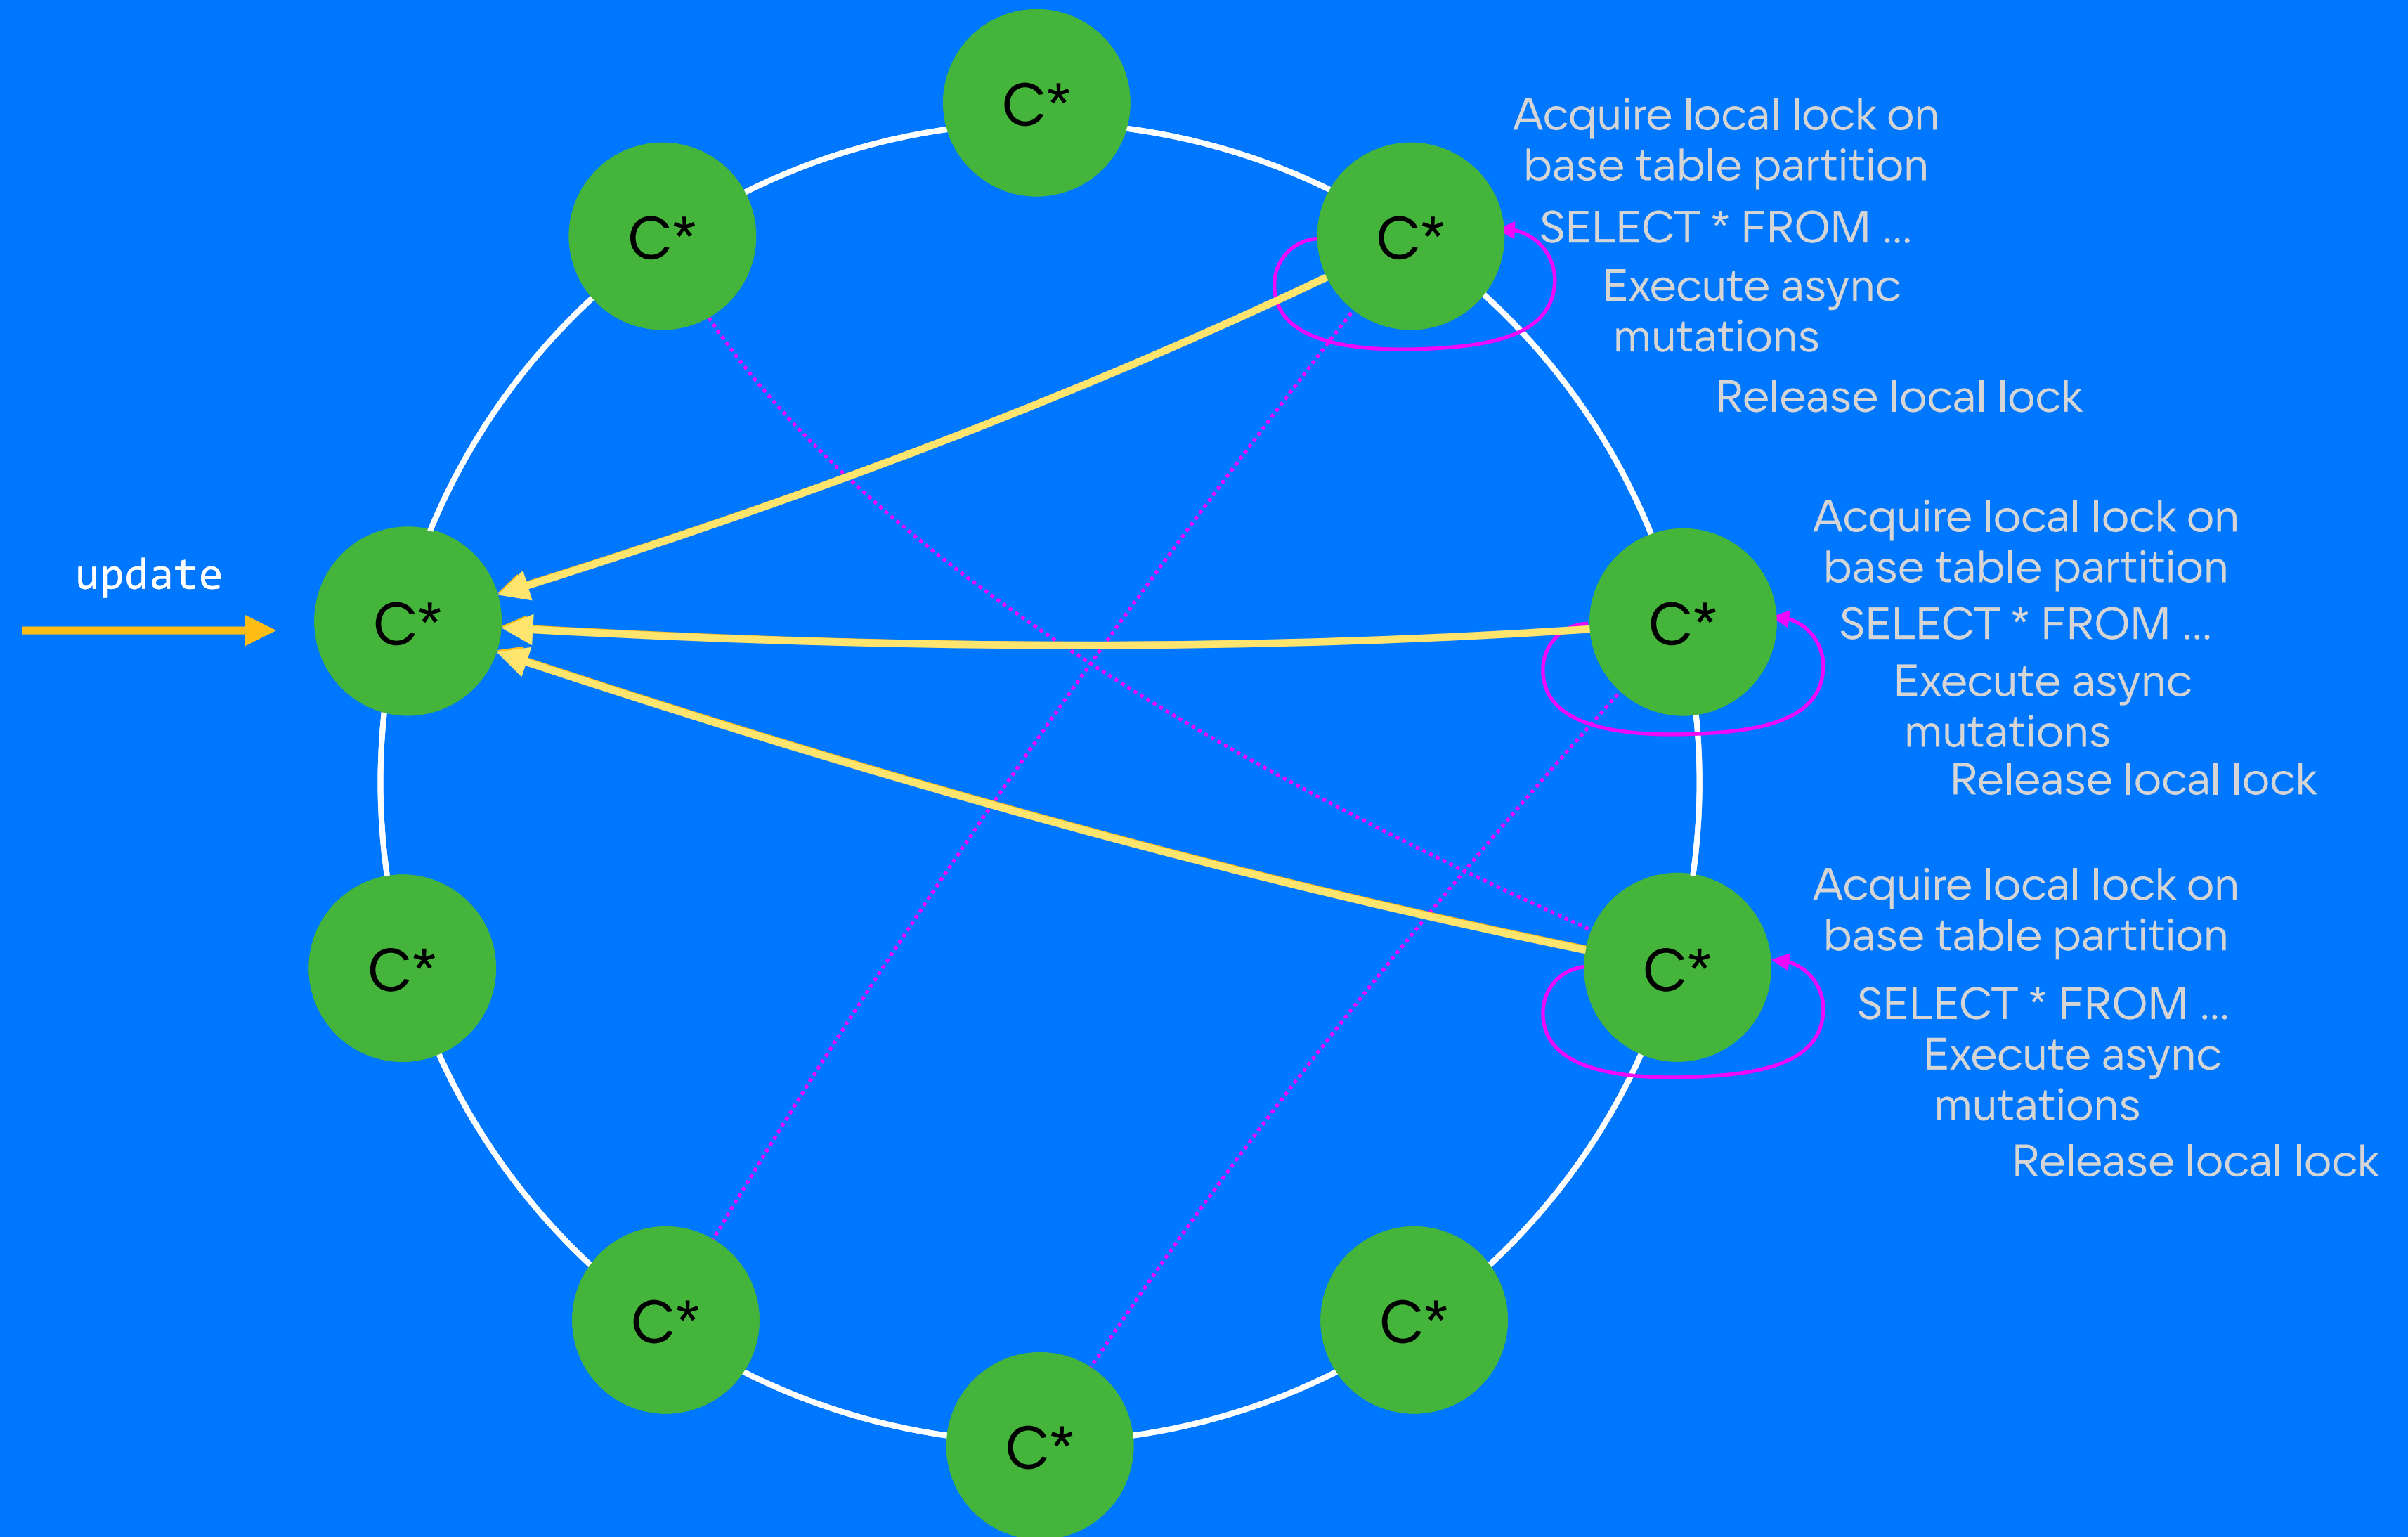 C*
C*
C*
Acquire local lock on
base table partition
SELECT * FROM ...
Execute async
mutations
Release local lock
update
C*
C*
Acquire local lock on
base table partition
SELECT * FROM ...
Execute async
mutations
Release local lock
C*
C*
Acquire local lock on
base table partition
SELECT * FROM ...
Execute async
mutations
Release local lock
C*
C*
C*